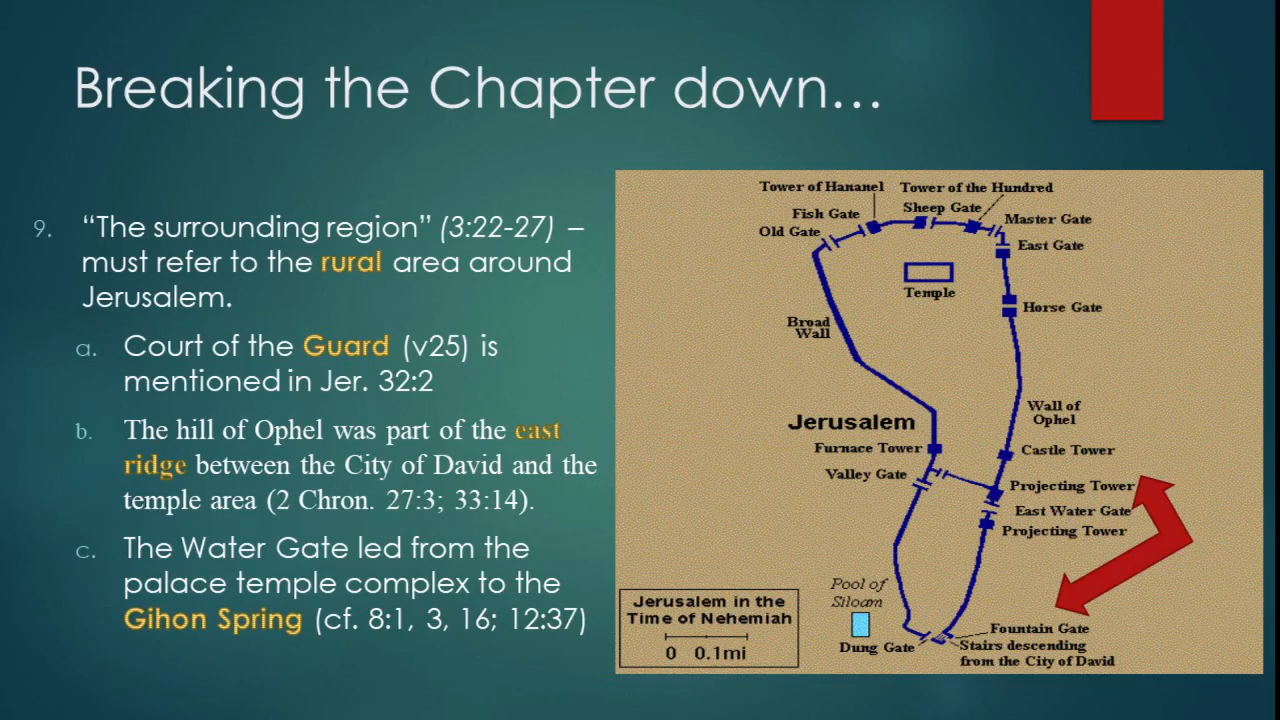 Breaking the Chapter down…
9. “The surrounding region” (3:22-27) –
must refer to the rural area around
Jerusalem.
a. Court of the Guard (v25) is
mentioned in Jer. 32:2
b. The hill of Ophel was part of the east
ridge between the City of David and the
temple area (2 Chron. 27:3; 33:14).
c. The Water Gate led from the
palace temple complex to the
Gihon Spring (cf. 8:1, 3, 16; 12:37)
Tower of Hananel
Tower of the Hundred
Fish Gate
Sheep Gate
Master Gate
Old Gate
East Gate
Temple
Horse Gate
Broad
Wall
Wall of
Ophel
Jerusalem
Furnace Tower
Castle Tower
Valley Gate
Projecting Tower
East Water Gate
Projecting Tower
Pool of
Siloam
Jerusalem in the
Time of Nehemiah
0 0.1mi
Fountain Gate
Dung Gate
Stairs descending
from the City of David